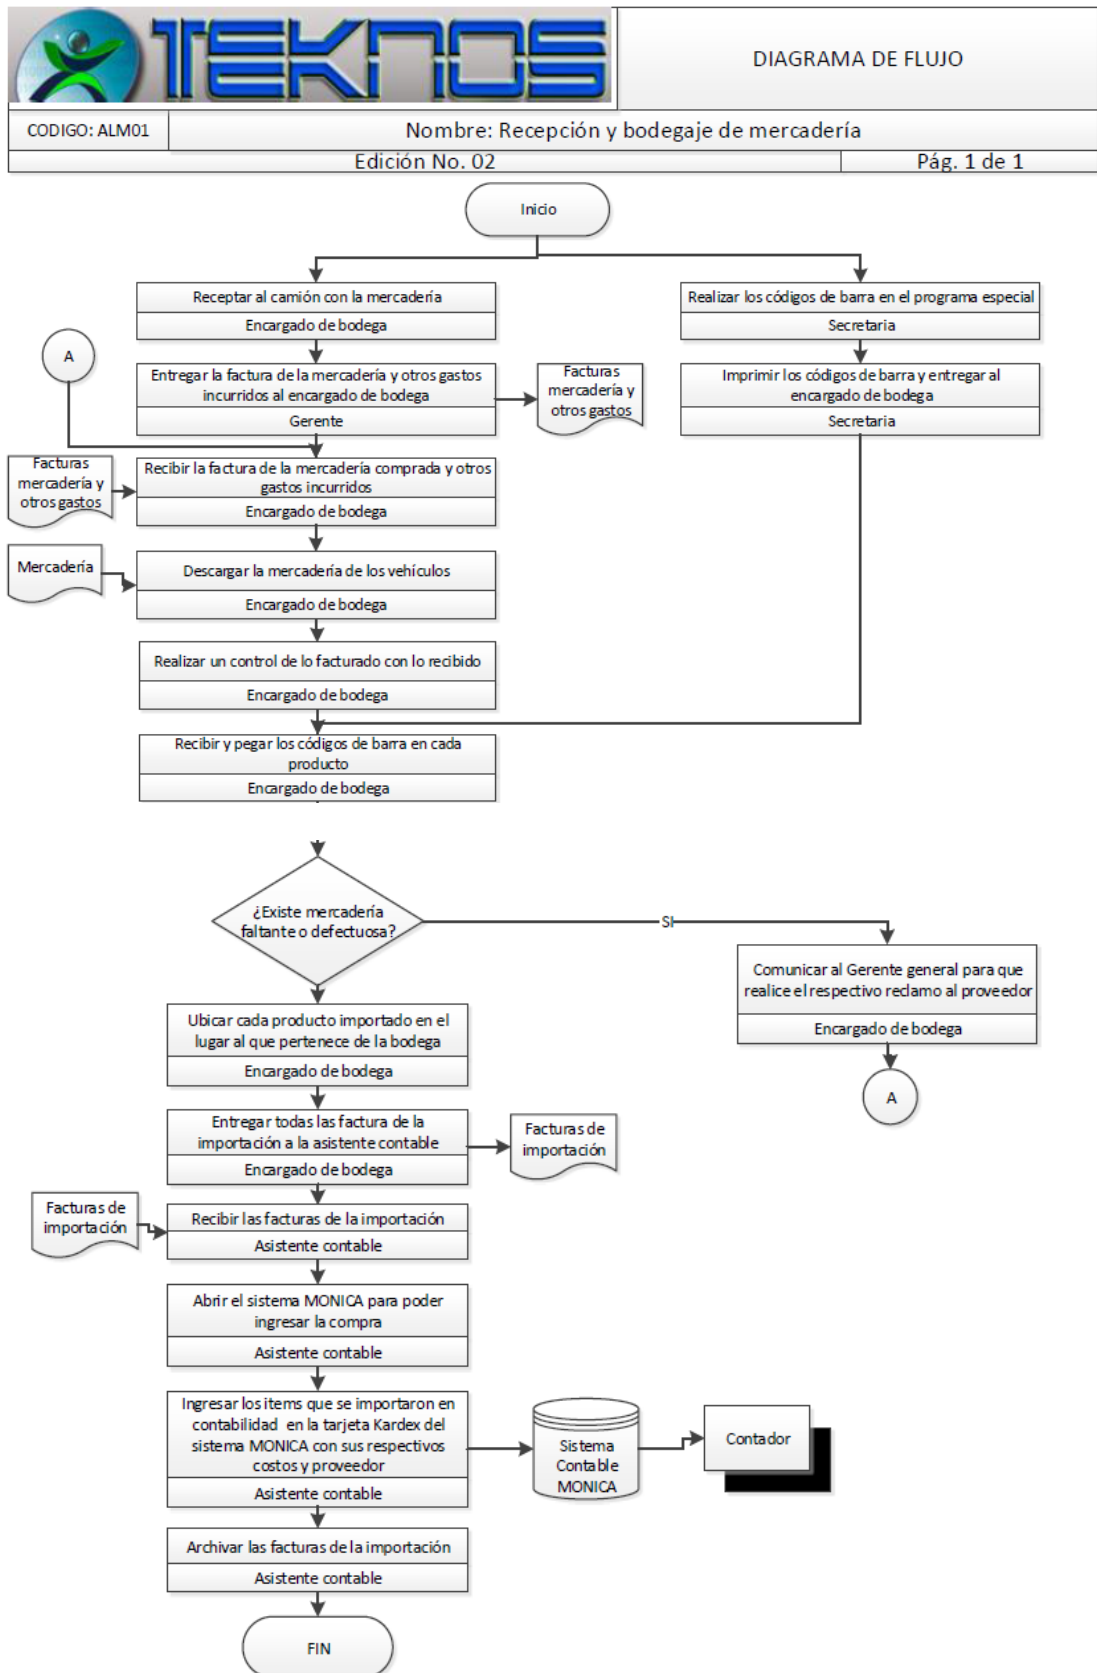 TEKNOS
DIAGRAMA DE FLUJO
CODIGO: ALM01
Nombre: Recepción y bodegaje de mercadería
Edición No. 02
Pág. 1 de 1
Inicio
Receptar al camión con la mercadería
Encargado de bodega
Realizar los códigos de barra en el programa especial
Secretaria
A
Entregar la factura de la mercadería y otros gastos
incurridos al encargado de bodega
Gerente
Facturas
mercadería y
otros gastos
Imprimir los códigos de barra y entregar al
encargado de bodega
Secretaria
Facturas
mercadería y
otros gastos
Recibir la factura de la mercadería comprada y otros
gastos incurridos
Encargado de bodega
Mercadería
Descargar la mercadería de los vehículos
Encargado de bodega
Realizar un control de lo facturado con lo recibido
Encargado de bodega
Recibir y pegar los códigos de barra en cada
producto
Encargado de bodega
¿Existe mercadería
faltante o defectuosa?
SI
Comunicar al Gerente general para que
realice el respectivo reclamo al proveedor
Encargado de bodega
A
Ubicar cada producto importado en el
lugar al que pertenece de la bodega
Encargado de bodega
Entregar todas las factura de la
importación a la asistente contable
Encargado de bodega
Facturas de
importación
Facturas de
importación
Recibir las facturas de la importación
Asistente contable
Abrir el sistema MONICA para poder
ingresar la compra
Asistente contable
Ingresar los items que se importaron en
contabilidad en la tarjeta Kardex del
sistema MONICA con sus respectivos
costos y proveedor
Asistente contable
Sistema
Contable
MONICA
Contador
Archivar las facturas de la importación
Asistente contable
FIN